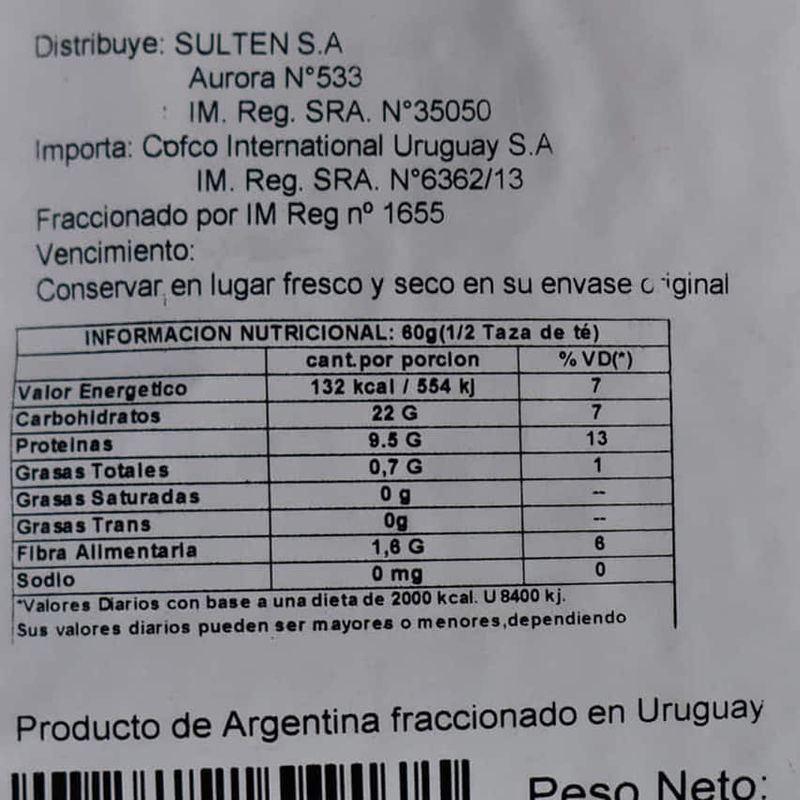 Distribuye: SULTEN S.A
Aurora N°533
IM. Reg. SRA. N°35050
Importa: Cofco International Uruguay S.A
IM. Reg. SRA. N°6362/13
Fraccionado por IM Reg nº 1655
Vencimiento:
Conservar en lugar fresco y seco en su envase original
INFORMACION NUTRICIONAL: 60g(1/2 Taza de té)
cant.por porcion % VD(*)
Valor Energetico 132 kcal / 554 kj 7
Carbohidratos 22 G 7
Proteinas 9.5 G 13
Grasas Totales 0,7 G 1
Grasas Saturadas 0 g --
Grasas Trans 0g --
Fibra Alimentaria 1,6 G 6
Sodio 0 mg 0
*Valores Diarios con base a una dieta de 2000 kcal. U 8400 kj.
Sus valores diarios pueden ser mayores o menores,dependiendo
Producto de Argentina fraccionado en Uruguay
Peso Neto: